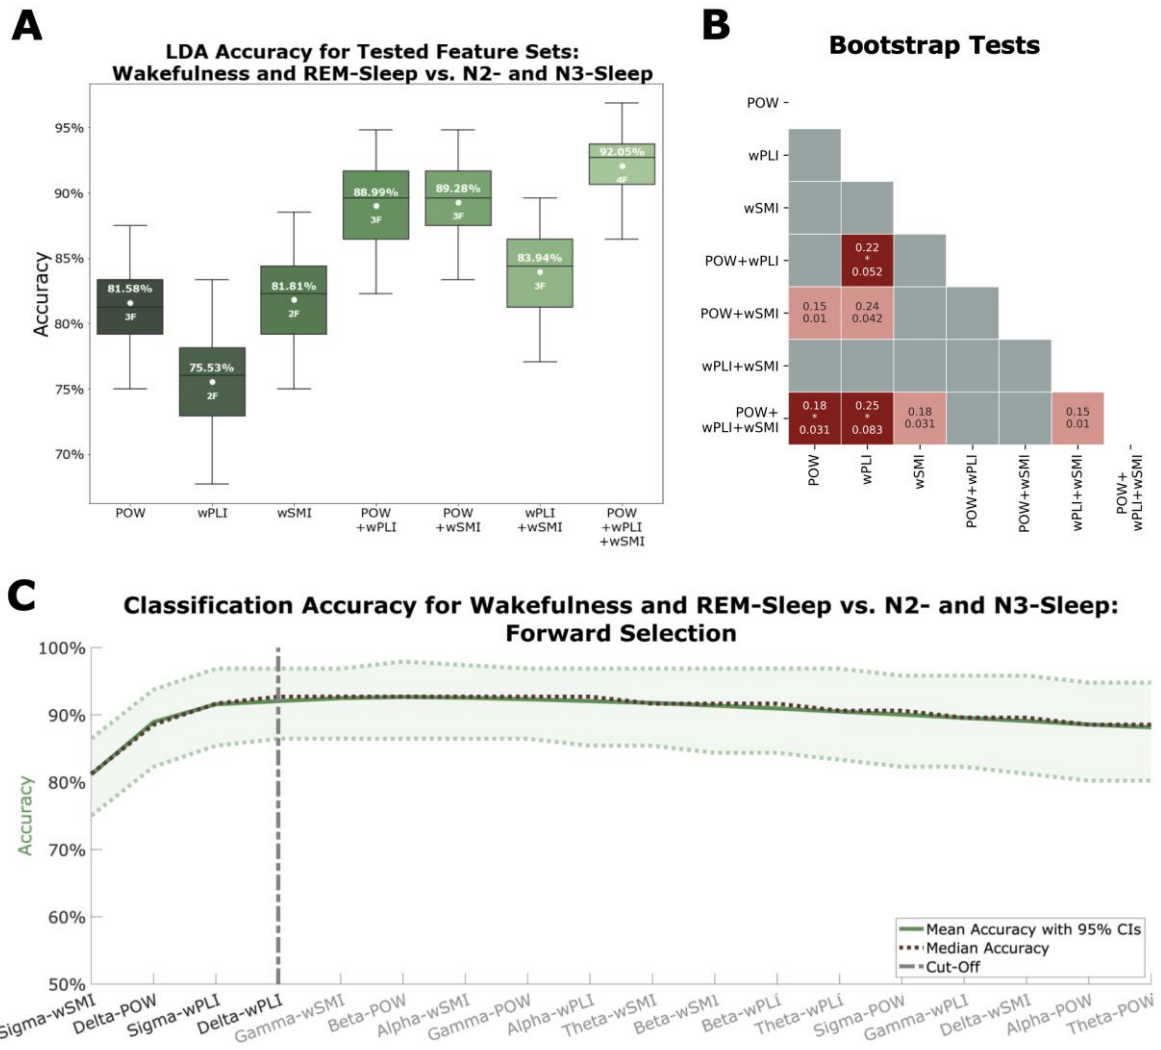 A
LDA Accuracy for Tested Feature Sets:
Wakefulness and REM-Sleep vs. N2- and N3-Sleep
Accuracy
95%
90%
85%
80%
75%
70%
81.58%
3F
75.53%
2F
81.81%
2F
88.99%
3F
89.28%
3F
83.94%
3F
92.05%
4F
POW
wPLI
wSMI
POW
+wPLI
POW
+wSMI
wPLI
+wSMI
POW
+wPLI
+wSMI
B
Bootstrap Tests
POW
wPLI
wSMI
POW+wPLI
0.22
*
0.052
POW+wSMI
0.15
0.01
0.24
0.042
wPLI+wSMI
POW+
wPLI+wSMI
0.18
*
0.031
0.25
*
0.083
0.18
0.031
0.15
0.01
POW
wPLI
wSMI
POW+wPLI
POW+wSMI
wPLI+wSMI
POW+
wPLI+wSMI
C
Classification Accuracy for Wakefulness and REM-Sleep vs. N2- and N3-Sleep:
Forward Selection
Accuracy
100%
90%
80%
70%
60%
50%
Mean Accuracy with 95% CIs
Median Accuracy
Cut-Off
Sigma-wSMI
Delta-POW
Sigma-wPLI
Delta-wPLI
Gamma-wSMI
Beta-POW
Alpha-wSMI
Gamma-POW
Alpha-wPLI
Theta-wSMI
Beta-wSMI
Beta-wPLi
Theta-wPLi
Sigma-POW
Gamma-wPLI
Delta-wSMI
Alpha-POW
Theta-POW